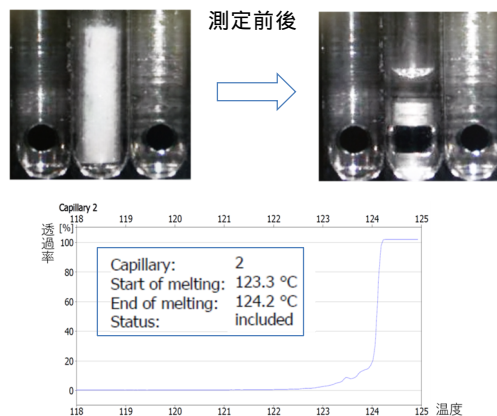 測定前後
Capillary 2
118 119 120 121 122 123 124 125
透過率
[%]
100
80
60
40
20
0
Capillary: 2
Start of melting: 123.3 °C
End of melting: 124.2 °C
Status: included
118 119 120 121 122 123 124 125
温度